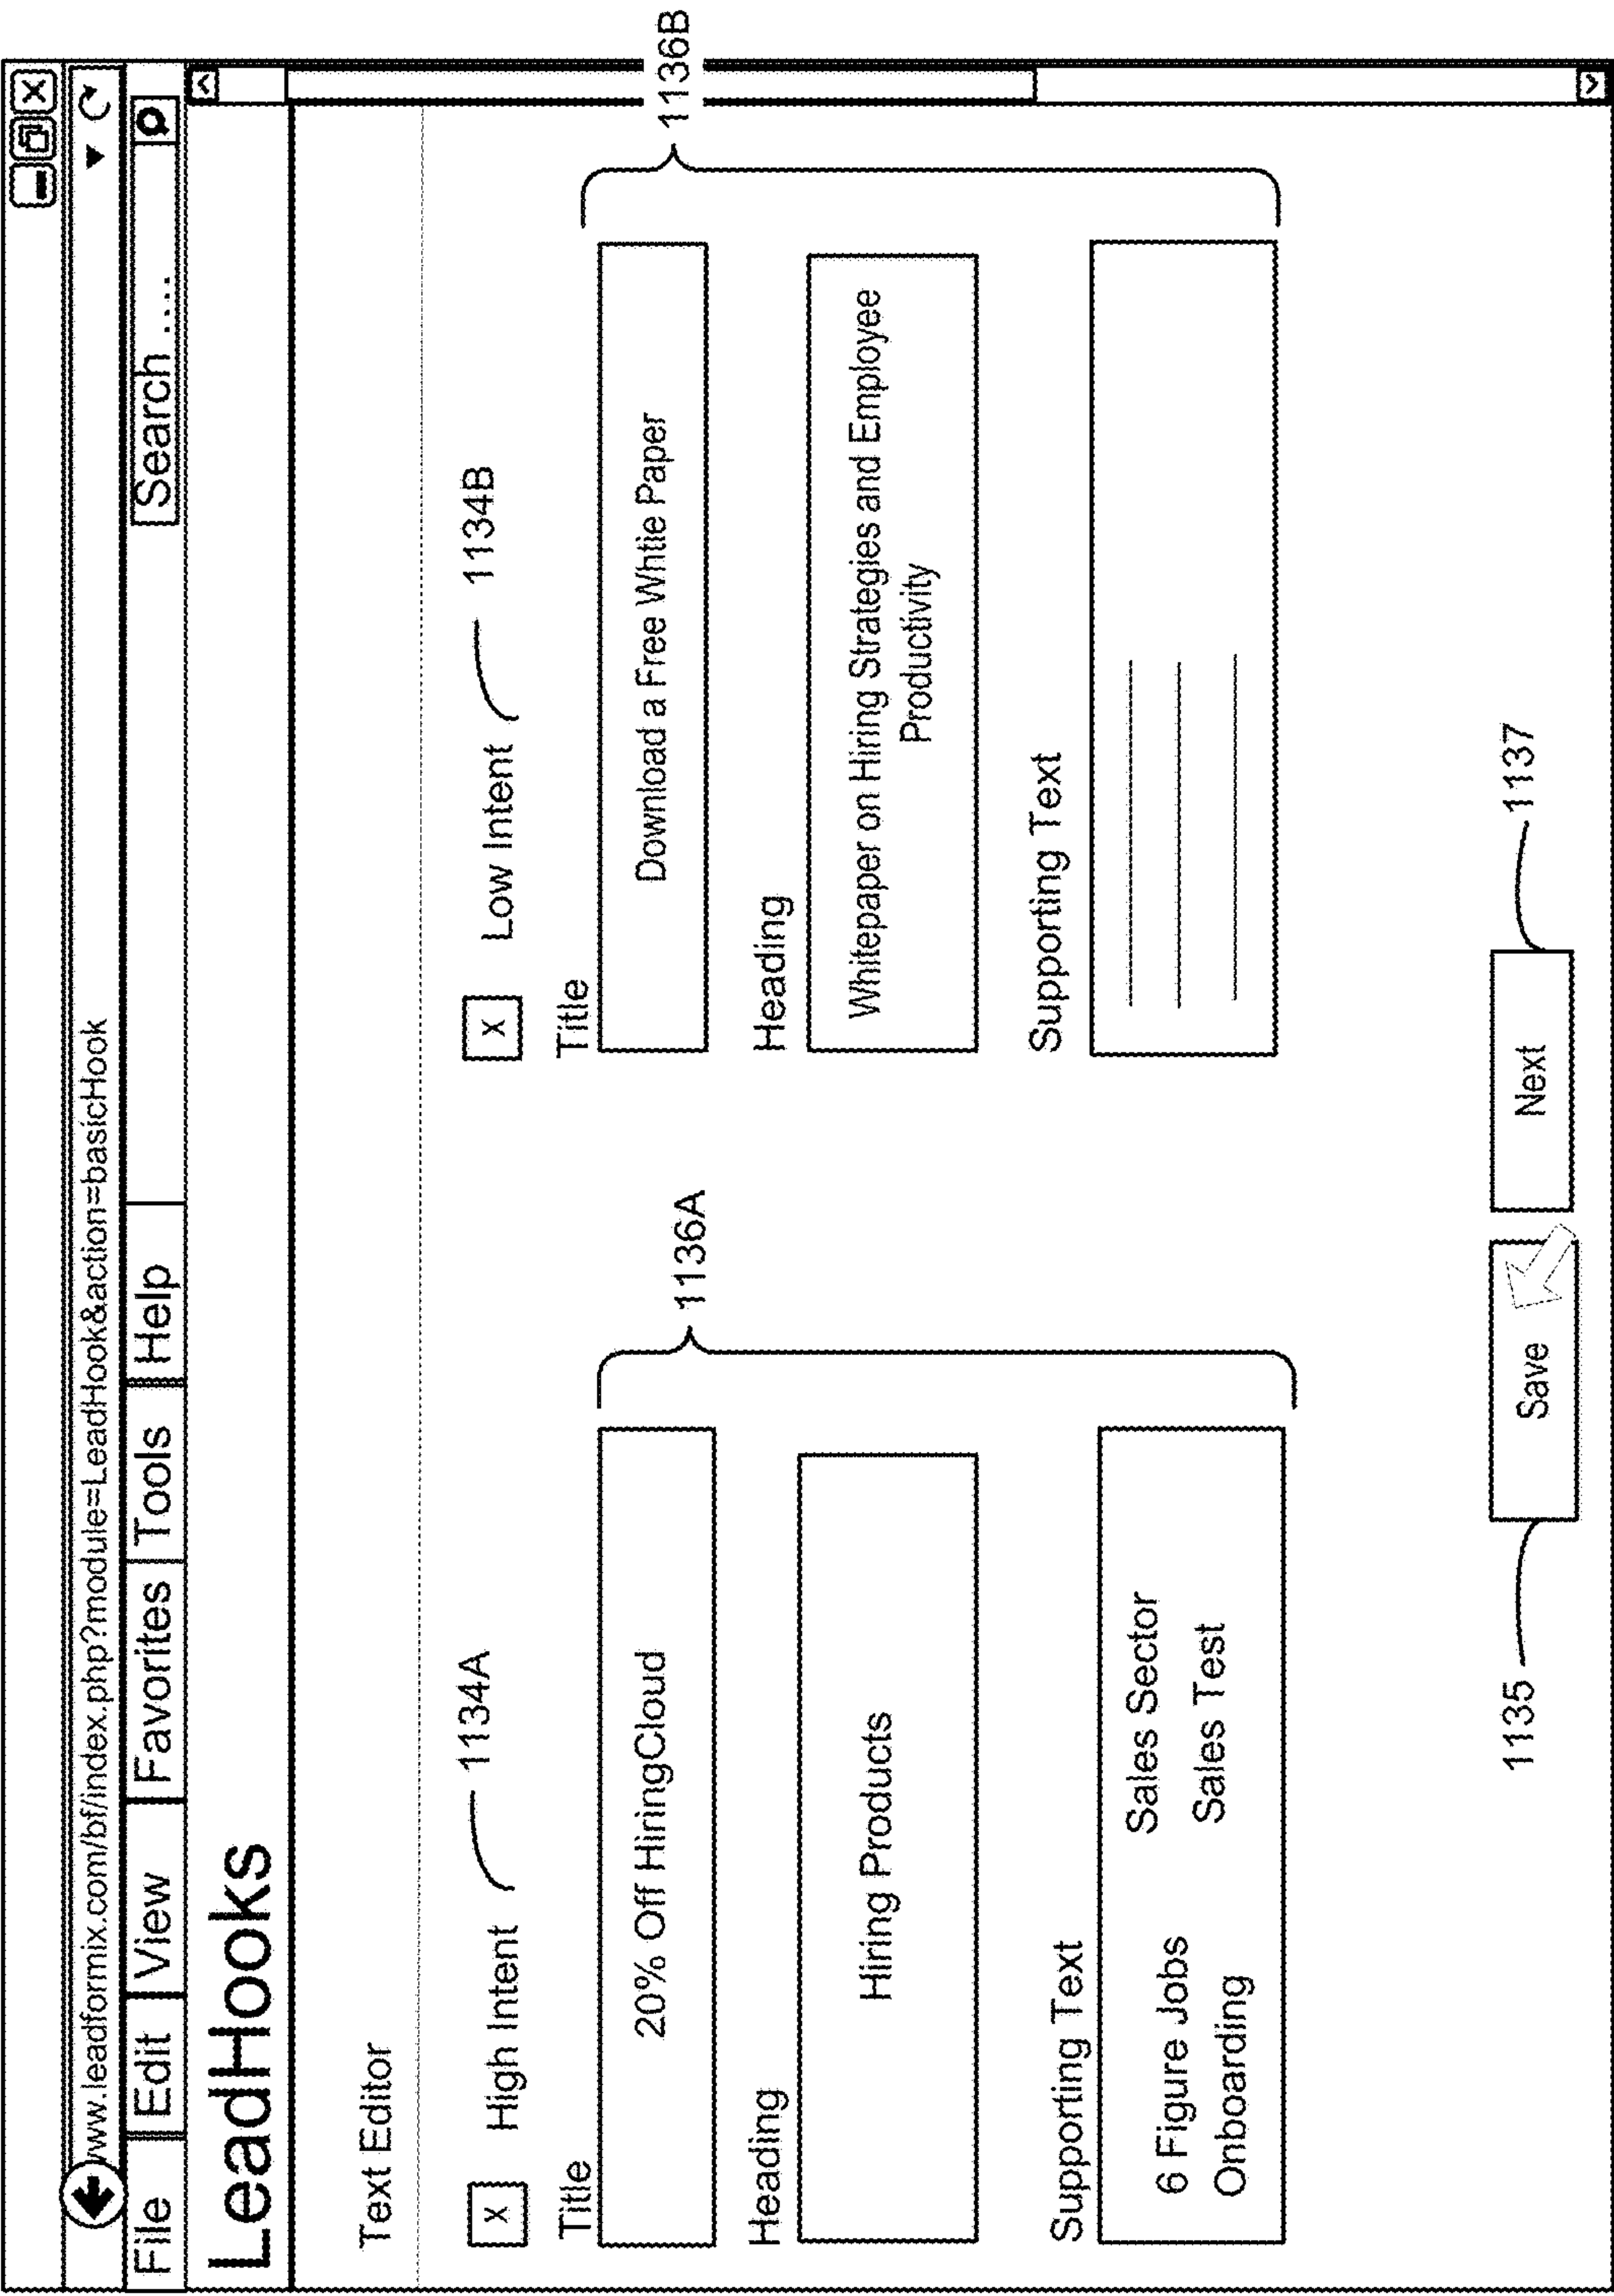 www.leadformix.com/bf/index.php?module=LeadHook&action=basicHook
File Edit View Favorites Tools Help Search ....
LeadHooks
Text Editor
X High Intent 1134A
Title
20% Off HiringCloud
Heading
Hiring Products
Supporting Text
6 Figure Jobs Sales Sector
Onboarding Sales Test
1136A
X Low Intent 1134B
Title
Download a Free Whtie Paper
Heading
Whitepaper on Hiring Strategies and Employee
Productivity
Supporting Text
1136B
1135 Save Next 1137